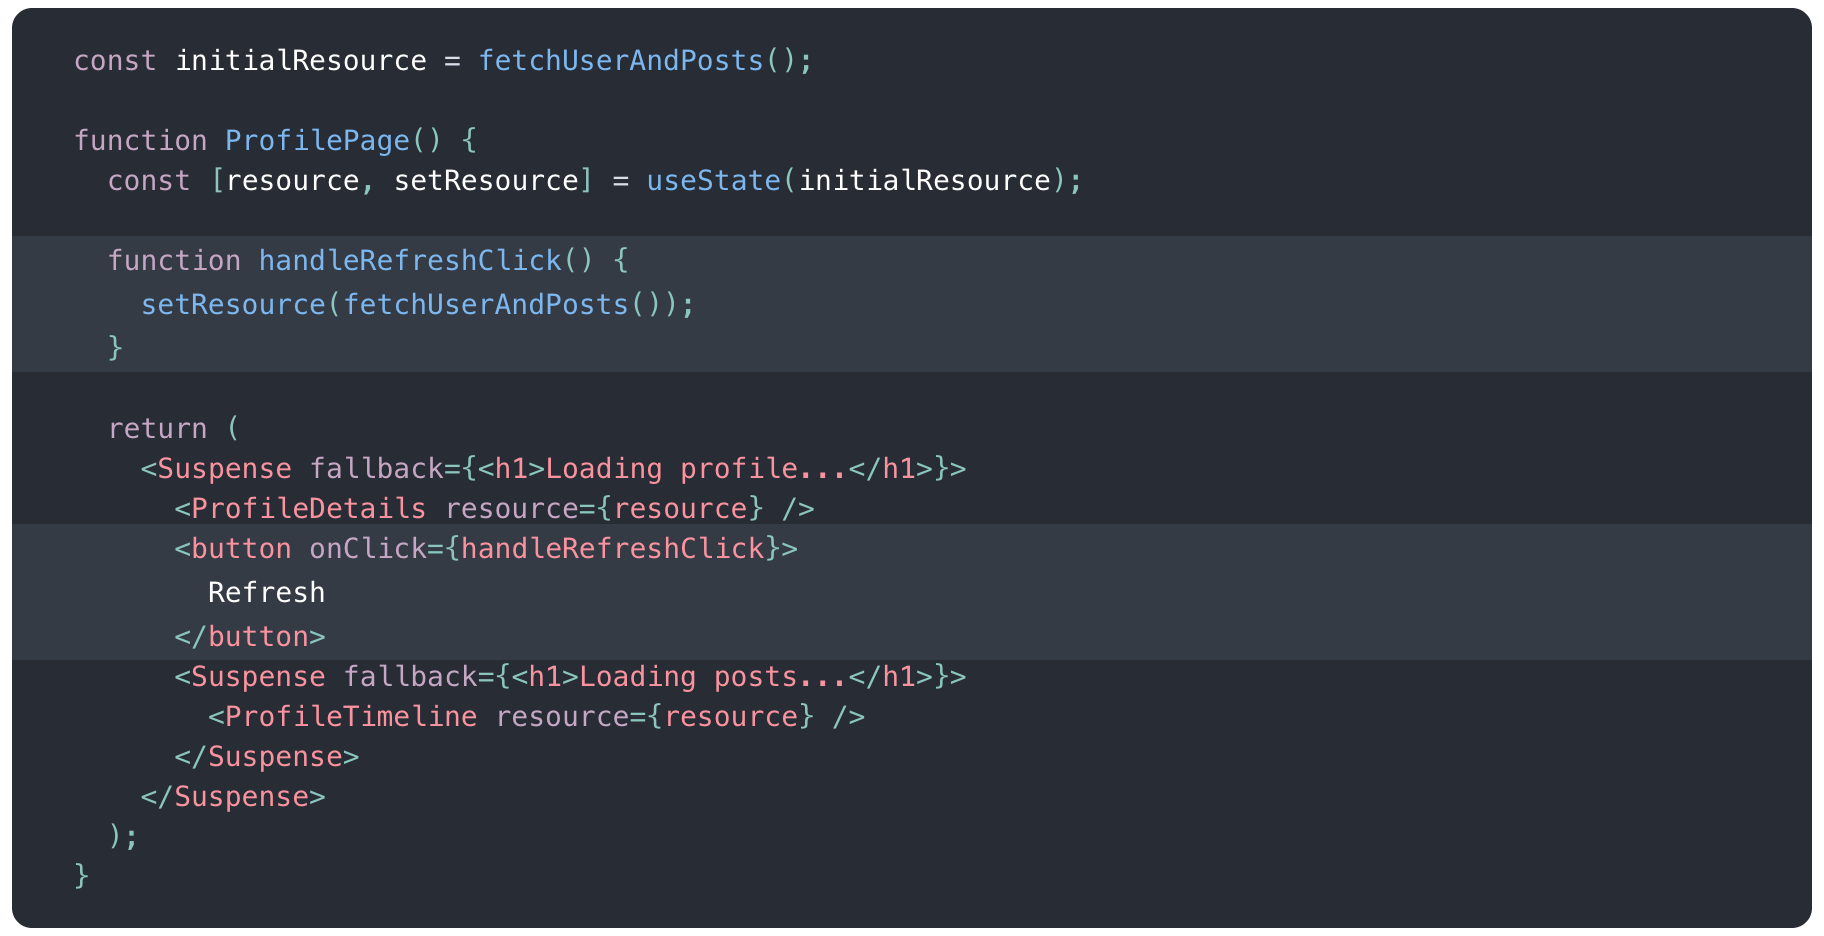 const initialResource = fetchUserAndPosts();
function ProfilePage() {
const [resource, setResource] = useState(initialResource);
function handleRefreshClick() {
setResource(fetchUserAndPosts());
}
return (
<Suspense fallback={<h1>Loading profile...</h1>}>
<ProfileDetails resource={resource} />
<button onClick={handleRefreshClick}>
Refresh
</button>
<Suspense fallback={<h1>Loading posts...</h1>}>
<ProfileTimeline resource={resource} />
</Suspense>
</Suspense>
);
}